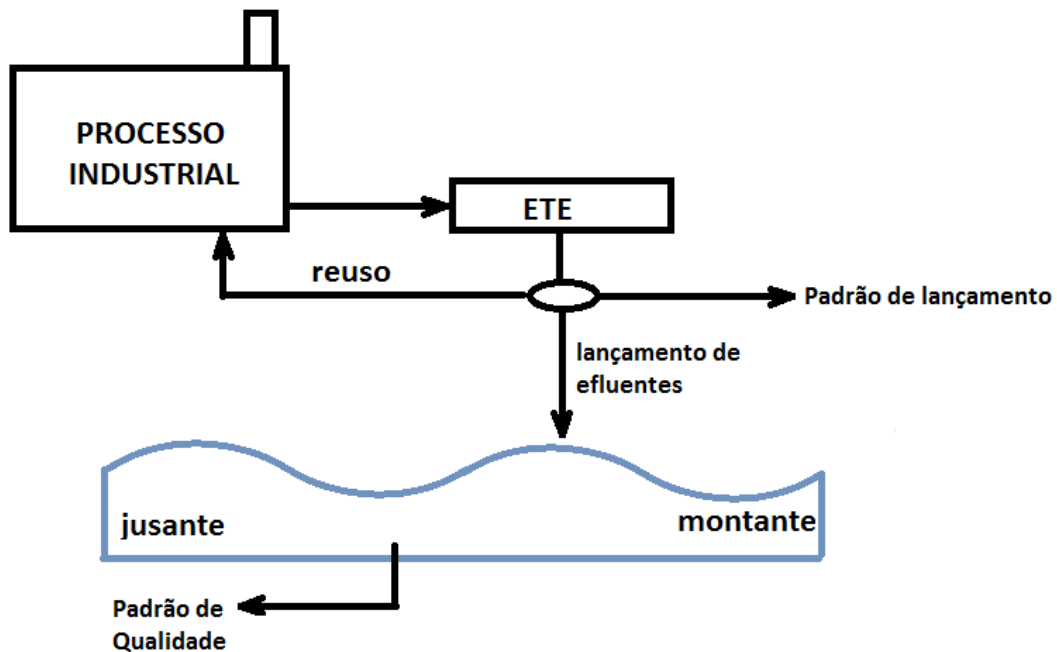 PROCESSO
INDUSTRIAL
ETE
reuso
Padrão de lançamento
lançamento de
efluentes
jusante
montante
Padrão de
Qualidade